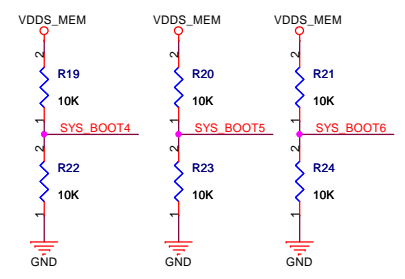 VDDS_MEM VDDS_MEM VDDS_MEM
2 2 2
R19 R20 R21
10K 10K 10K
1 1 1
SYS_BOOT4 SYS_BOOT5 SYS_BOOT6
2 2 2
R22 R23 R24
10K 10K 10K
1 1 1
GND GND GND